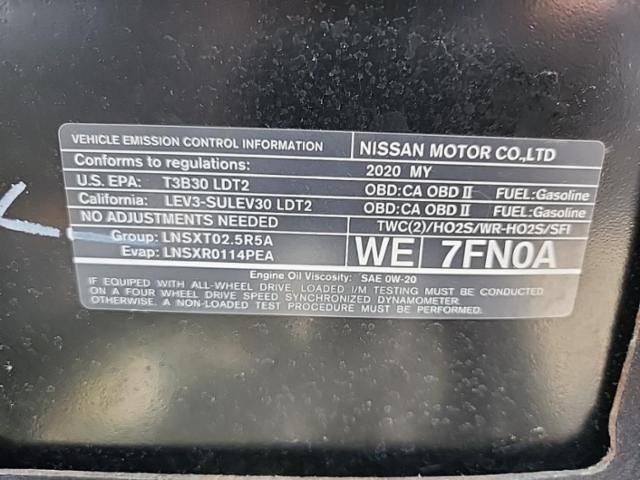 VEHICLE EMISSION CONTROL INFORMATION NISSAN MOTOR CO.,LTD
Conforms to regulations: 2020 MY
U.S. EPA: T3B30 LDT2 OBD:CA OBD II FUEL:Gasoline
California: LEV3-SULEV30 LDT2 OBD:CA OBD II FUEL:Gasoline
NO ADJUSTMENTS NEEDED TWC(2)/HO2S/WR-HO2S/SFI
Group: LNSXT02.5R5A WE 7FN0A
Evap: LNSXR0114PEA
Engine Oil Viscosity: SAE 0W-20
IF EQUIPPED WITH ALL-WHEEL DRIVE, LOADED I/M TESTING MUST BE CONDUCTED
ON A FOUR WHEEL DRIVE SPEED SYNCHRONIZED DYNAMOMETER.
OTHERWISE A NON-LOADED TEST PROCEDURE MUST BE PERFORMED.